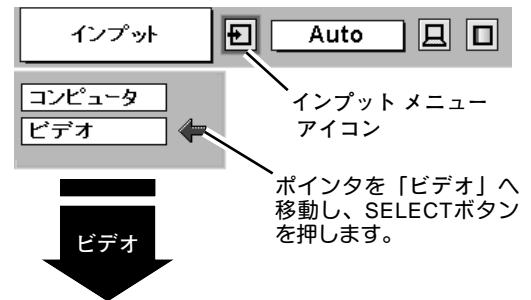 インプット
Auto
コンピュータ
ビデオ
インプット メニュー
アイコン
ポインタを「ビデオ」へ
移動し、SELECTボタン
を押します。
ビデオ